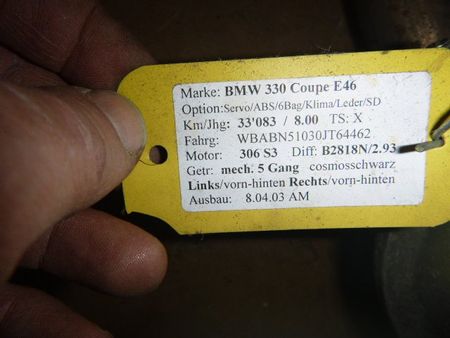 Marke: BMW 330 Coupe E46
Option:Servo/ABS/6Bag/Klima/Leder/SD
Km/Jhg: 33'083 / 8.00 TS: X
Fahrg: WBABN51030JT64462
Motor: 306 S3 Diff: B2818N/2.93
Getr: mech. 5 Gang cosmosschwarz
Links/vorn-hinten Rechts/vorn-hinten
Ausbau: 8.04.03 AM